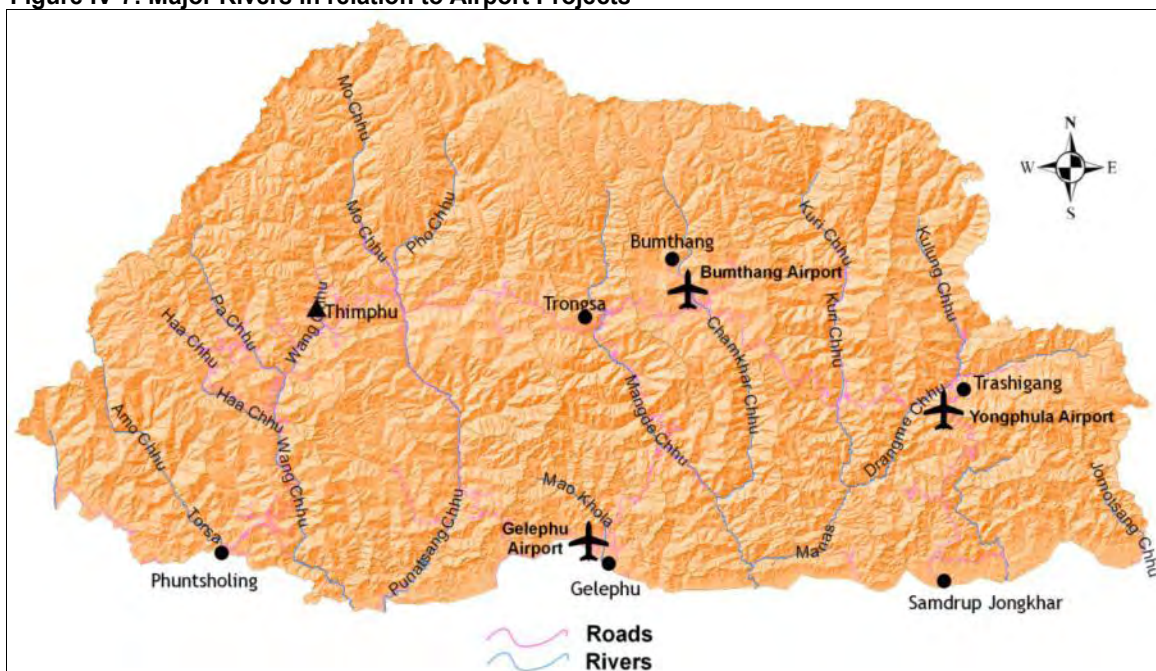 Figure IV-7: Major Rivers in relation to Airport Projects
N
W
E
S
Mo Chhu
Mo Chhu
Pho Chhu
Kuri Chhu
Kulung Chhu
Bumthang
Bumthang Airport
Thimphu
Wang Chhu
Pa Chhu
Haa Chhu
Haa Chhu
Trongsa
Chamkhar Chhu
Kuri Chhu
Trashigang
Yongphula Airport
Drangme Chhu
Mangde Chhu
Amo Chhu
Torsa
Wang Chhu
Punatsang Chhu
Mao Khola
Gelephu
Airport
Gelephu
Manas
Jomotsang Chhu
Phuntsholing
Samdrup Jongkhar
Roads
Rivers